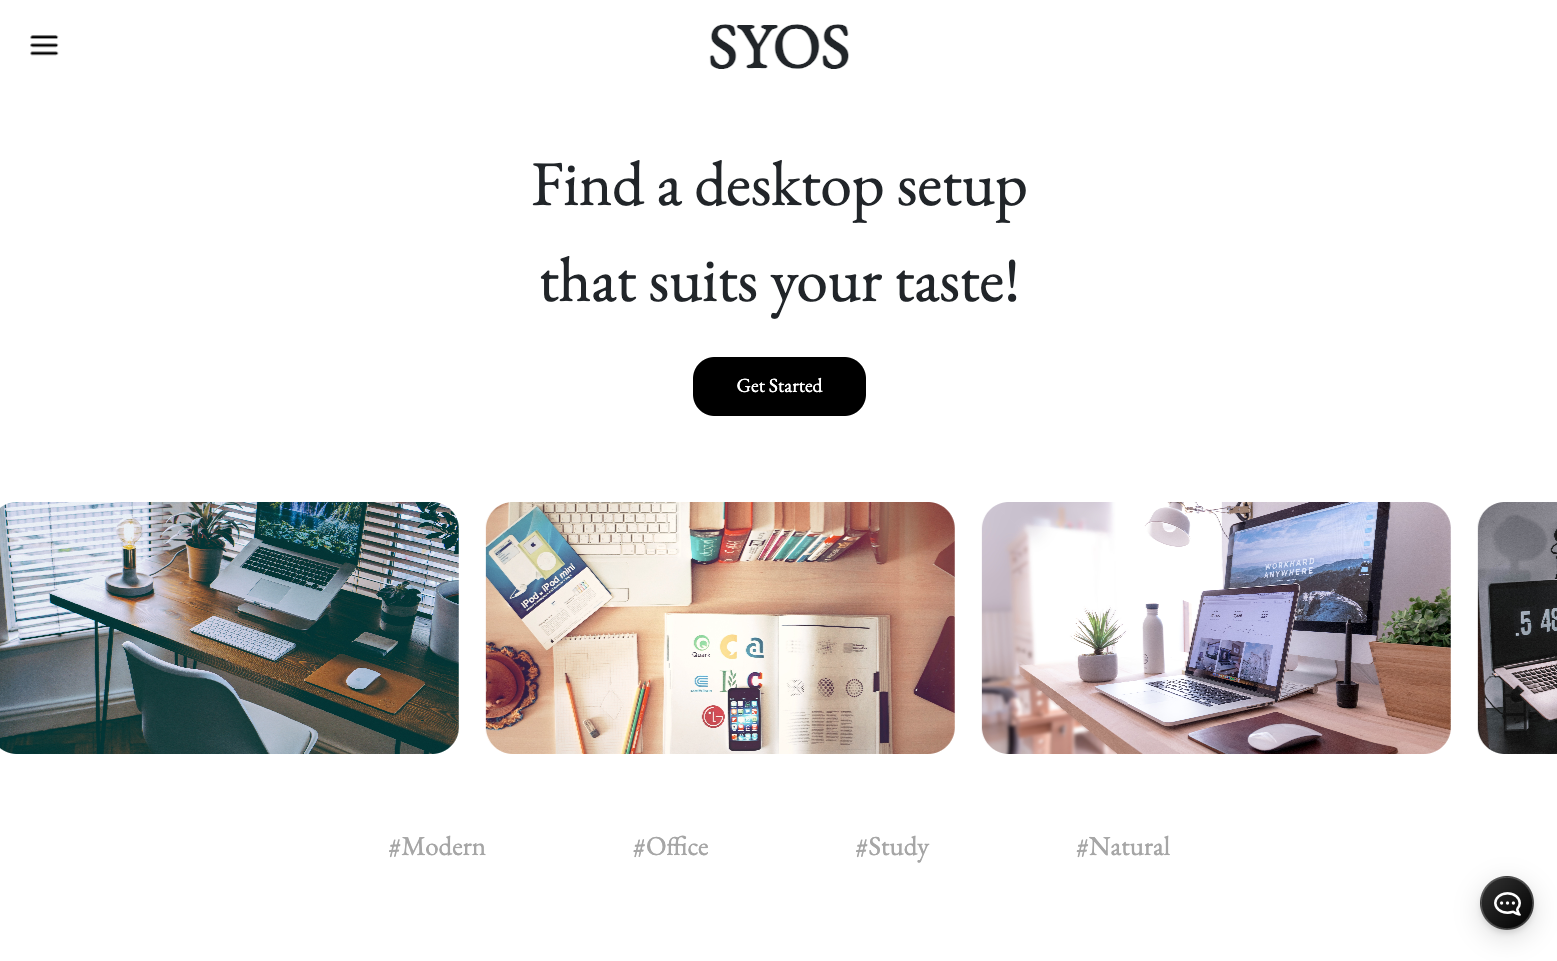 SYOS
Find a desktop setup
that suits your taste!
Get Started
iPod + iPod mini
WORKHARD
ANYWHERE
Quark
.5 48
#Modern
#Office
#Study
#Natural